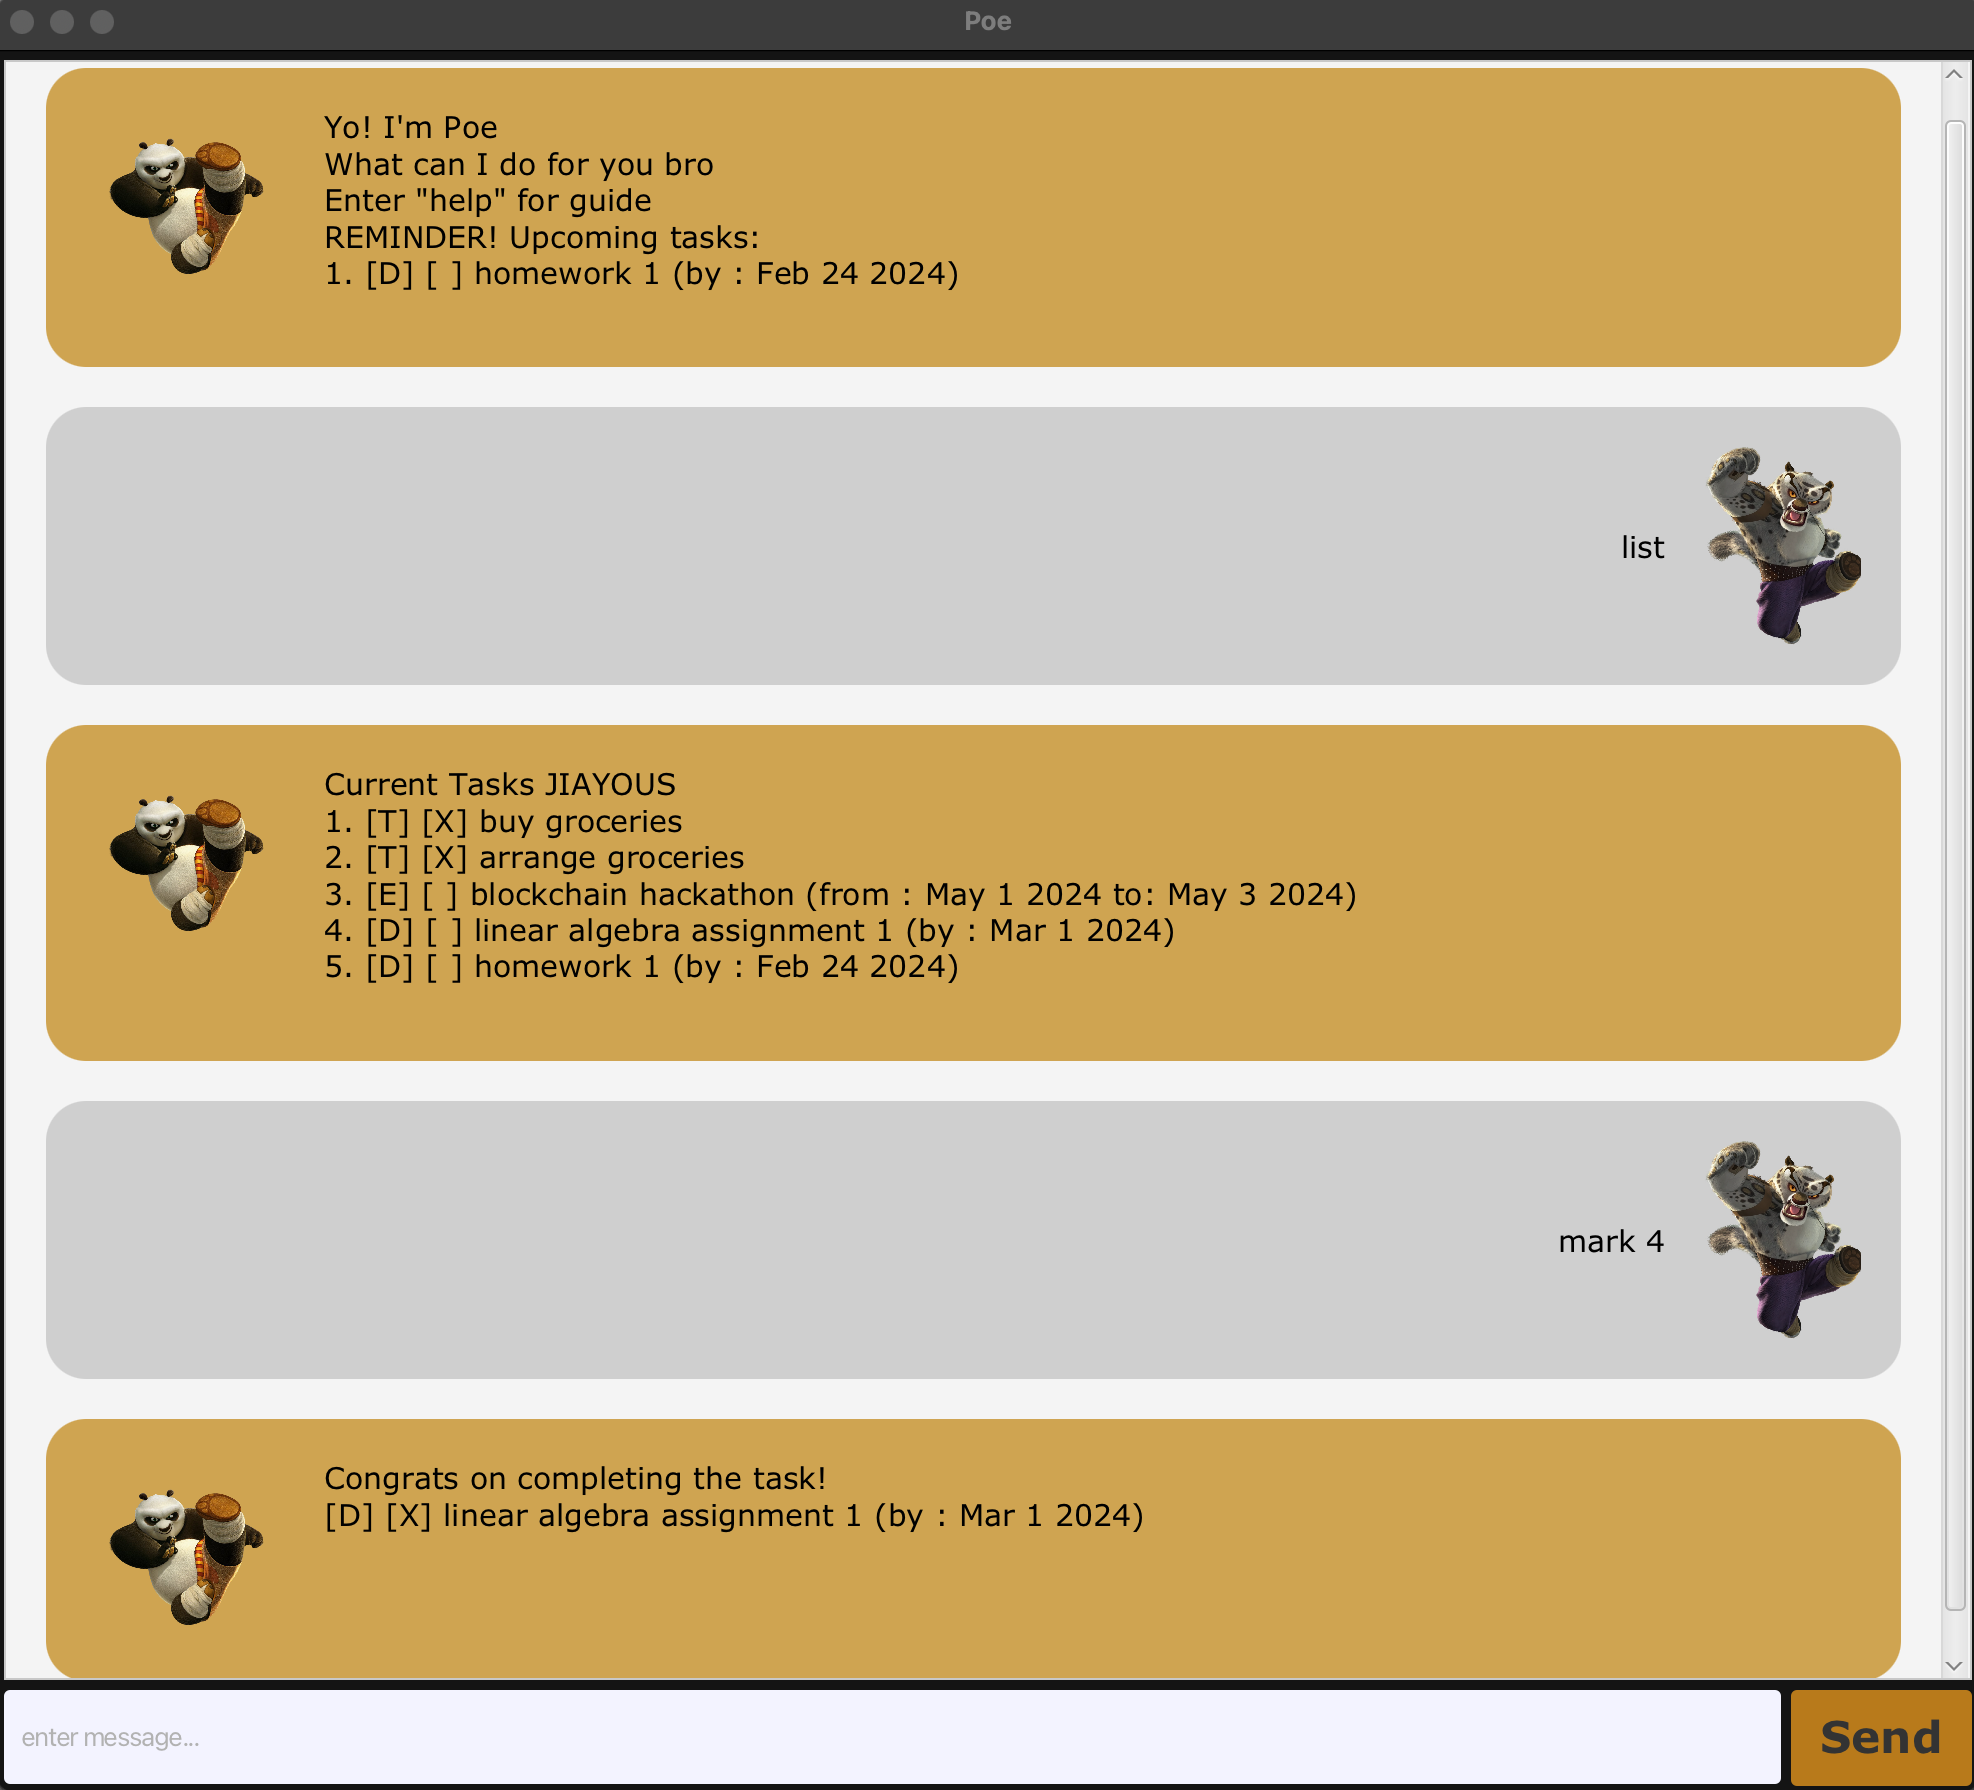 Poe
Yo! I'm Poe
What can I do for you bro
Enter "help" for guide
REMINDER! Upcoming tasks:
1. [D] [ ] homework 1 (by : Feb 24 2024)
list
Current Tasks JIAYOUS
1. [T] [X] buy groceries
2. [T] [X] arrange groceries
3. [E] [ ] blockchain hackathon (from : May 1 2024 to: May 3 2024)
4. [D] [ ] linear algebra assignment 1 (by : Mar 1 2024)
5. [D] [ ] homework 1 (by : Feb 24 2024)
mark 4
Congrats on completing the task!
[D] [X] linear algebra assignment 1 (by : Mar 1 2024)
enter message...
Send